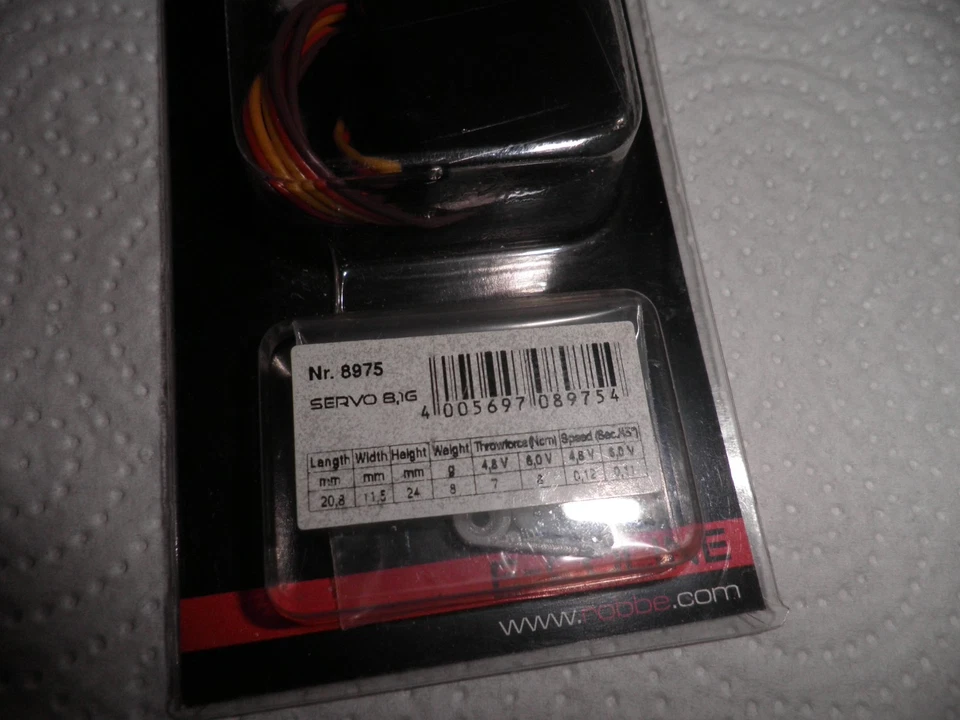 Nr. 8975
SERVO 8,1G
4 005697 089754
Length Width Height Weight Throwforce (Ncm) Speed (Sec./45°)
mm mm mm g 4,8 V 6,0 V 4,8 V 6,0 V
20,8 11,5 24 8 7 8 0,12 0,11
www.robbe.com